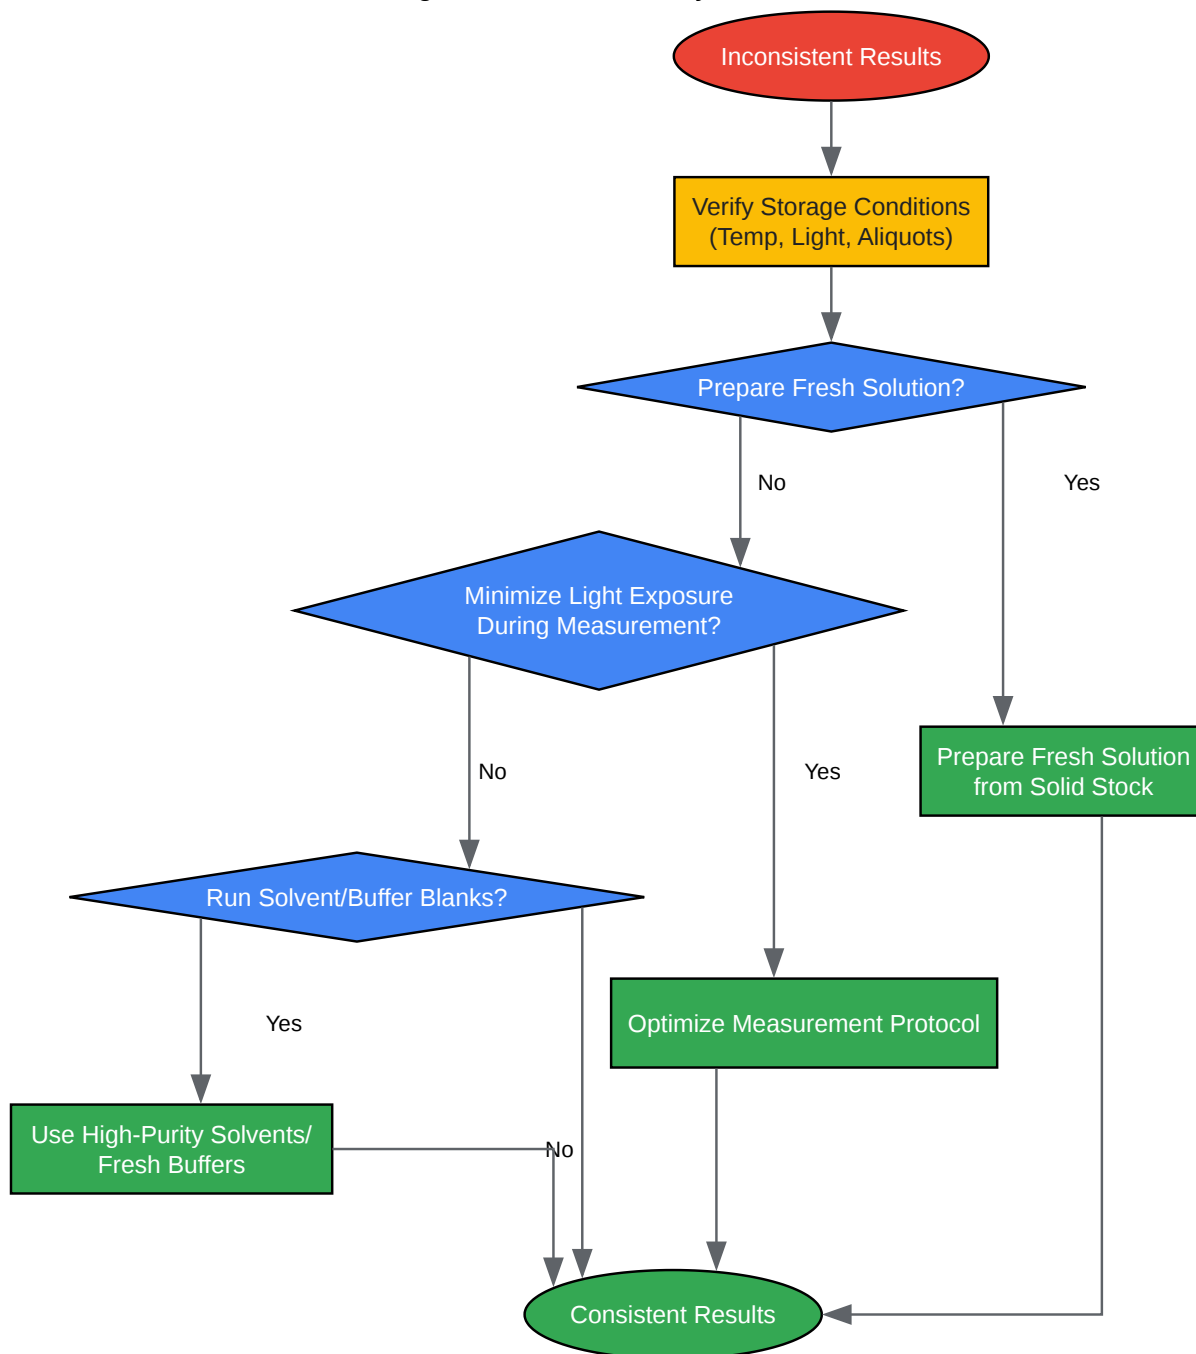 Inconsistent Results
Verify Storage Conditions
(Temp, Light, Aliquots)
Prepare Fresh Solution?
No
Yes
Minimize Light Exposure
During Measurement?
No
Yes
Prepare Fresh Solution
from Solid Stock
Run Solvent/Buffer Blanks?
Yes
Optimize Measurement Protocol
Use High-Purity Solvents/
Fresh Buffers
No
Consistent Results